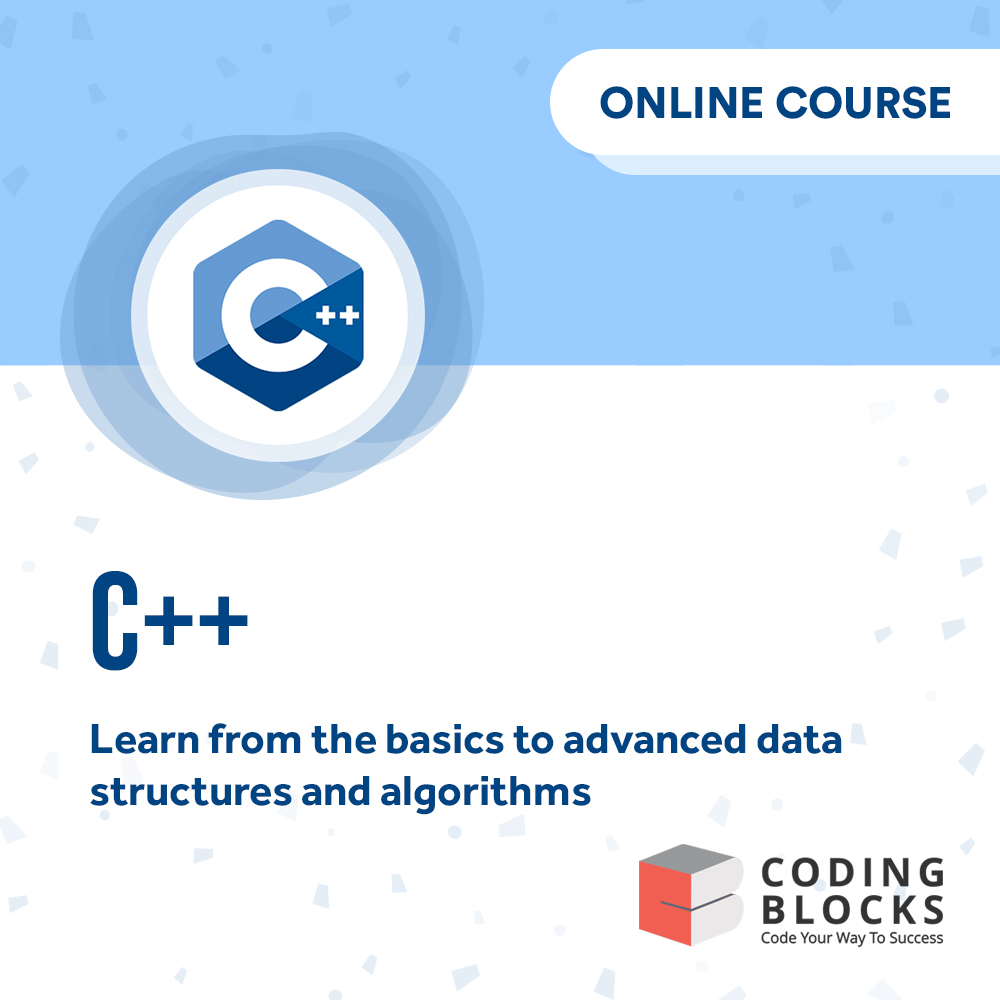 ONLINE COURSE
C++
C++
Learn from the basics to advanced data
structures and algorithms
CODING
BLOCKS
Code Your Way To Success